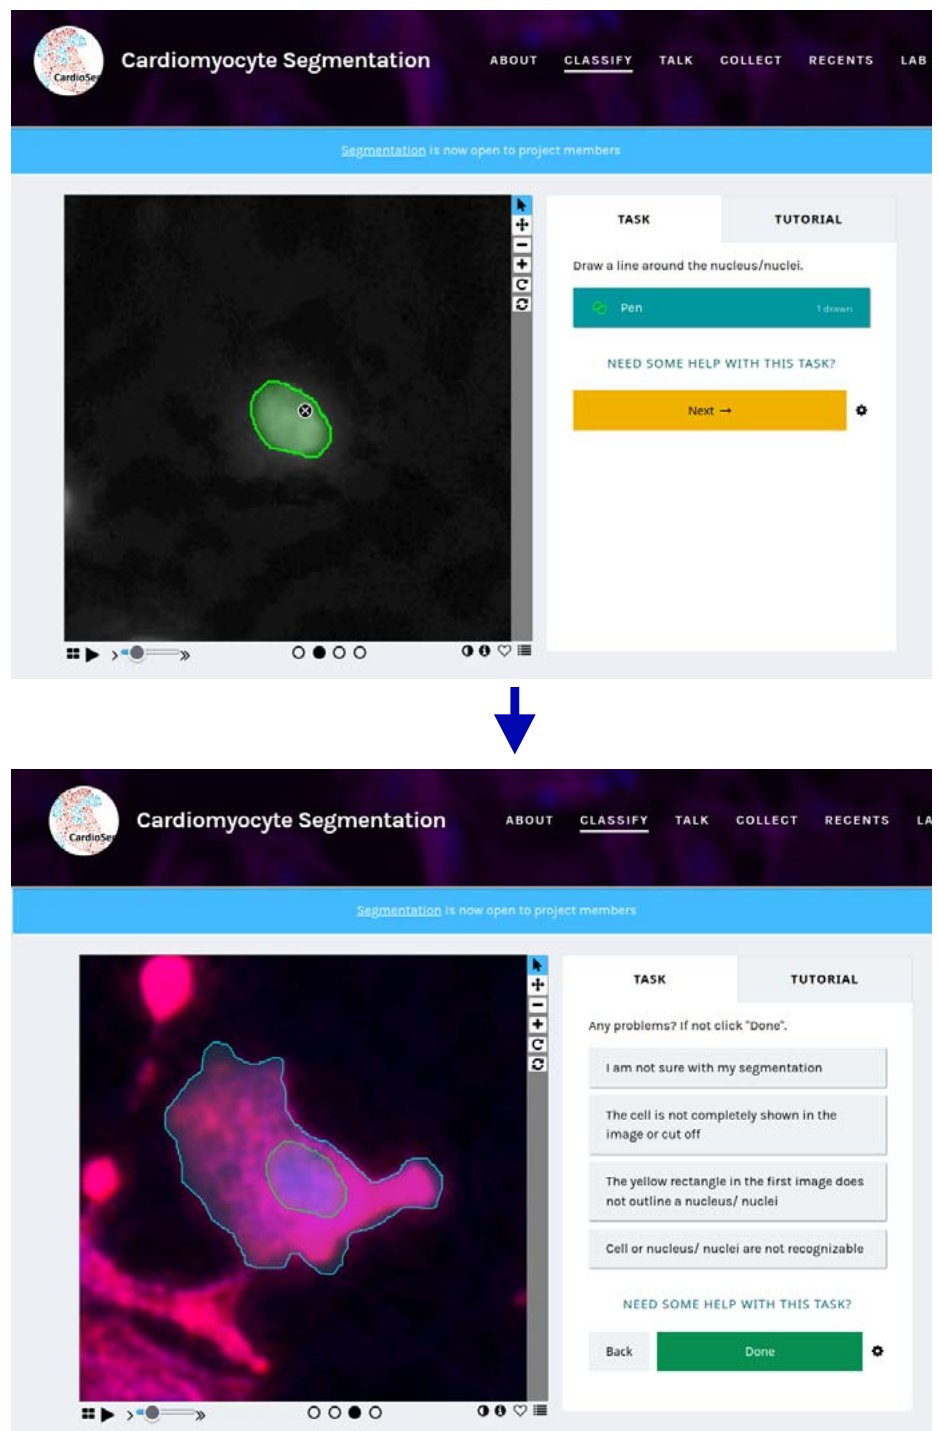 CardioSe
Cardiomyocyte Segmentation
ABOUT CLASSIFY TALK COLLECT RECENTS LAB
Segmentation is now open to project members
TASK TUTORIAL
Draw a line around the nucleus/nuclei.
Pen 1 drawn
NEED SOME HELP WITH THIS TASK?
Next →
CardioSe
Cardiomyocyte Segmentation
ABOUT CLASSIFY TALK COLLECT RECENTS LA
Segmentation is now open to project members
TASK TUTORIAL
Any problems? If not click "Done".
I am not sure with my segmentation
The cell is not completely shown in the
image or cut off
The yellow rectangle in the first image does
not outline a nucleus/ nuclei
Cell or nucleus/ nuclei are not recognizable
NEED SOME HELP WITH THIS TASK?
Back Done